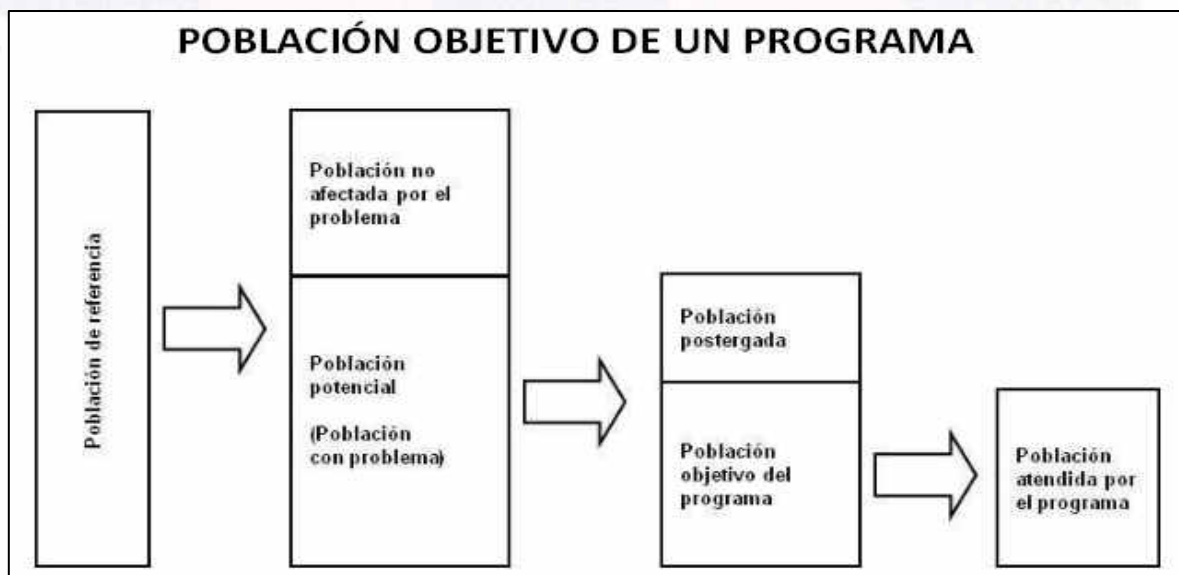 POBLACIÓN OBJETIVO DE UN PROGRAMA
Población de referencia
Población no
afectada por el
problema
Población
potencial
(Población
con problema)
Población
postergada
Población
objetivo del
programa
Población
atendida por
el programa